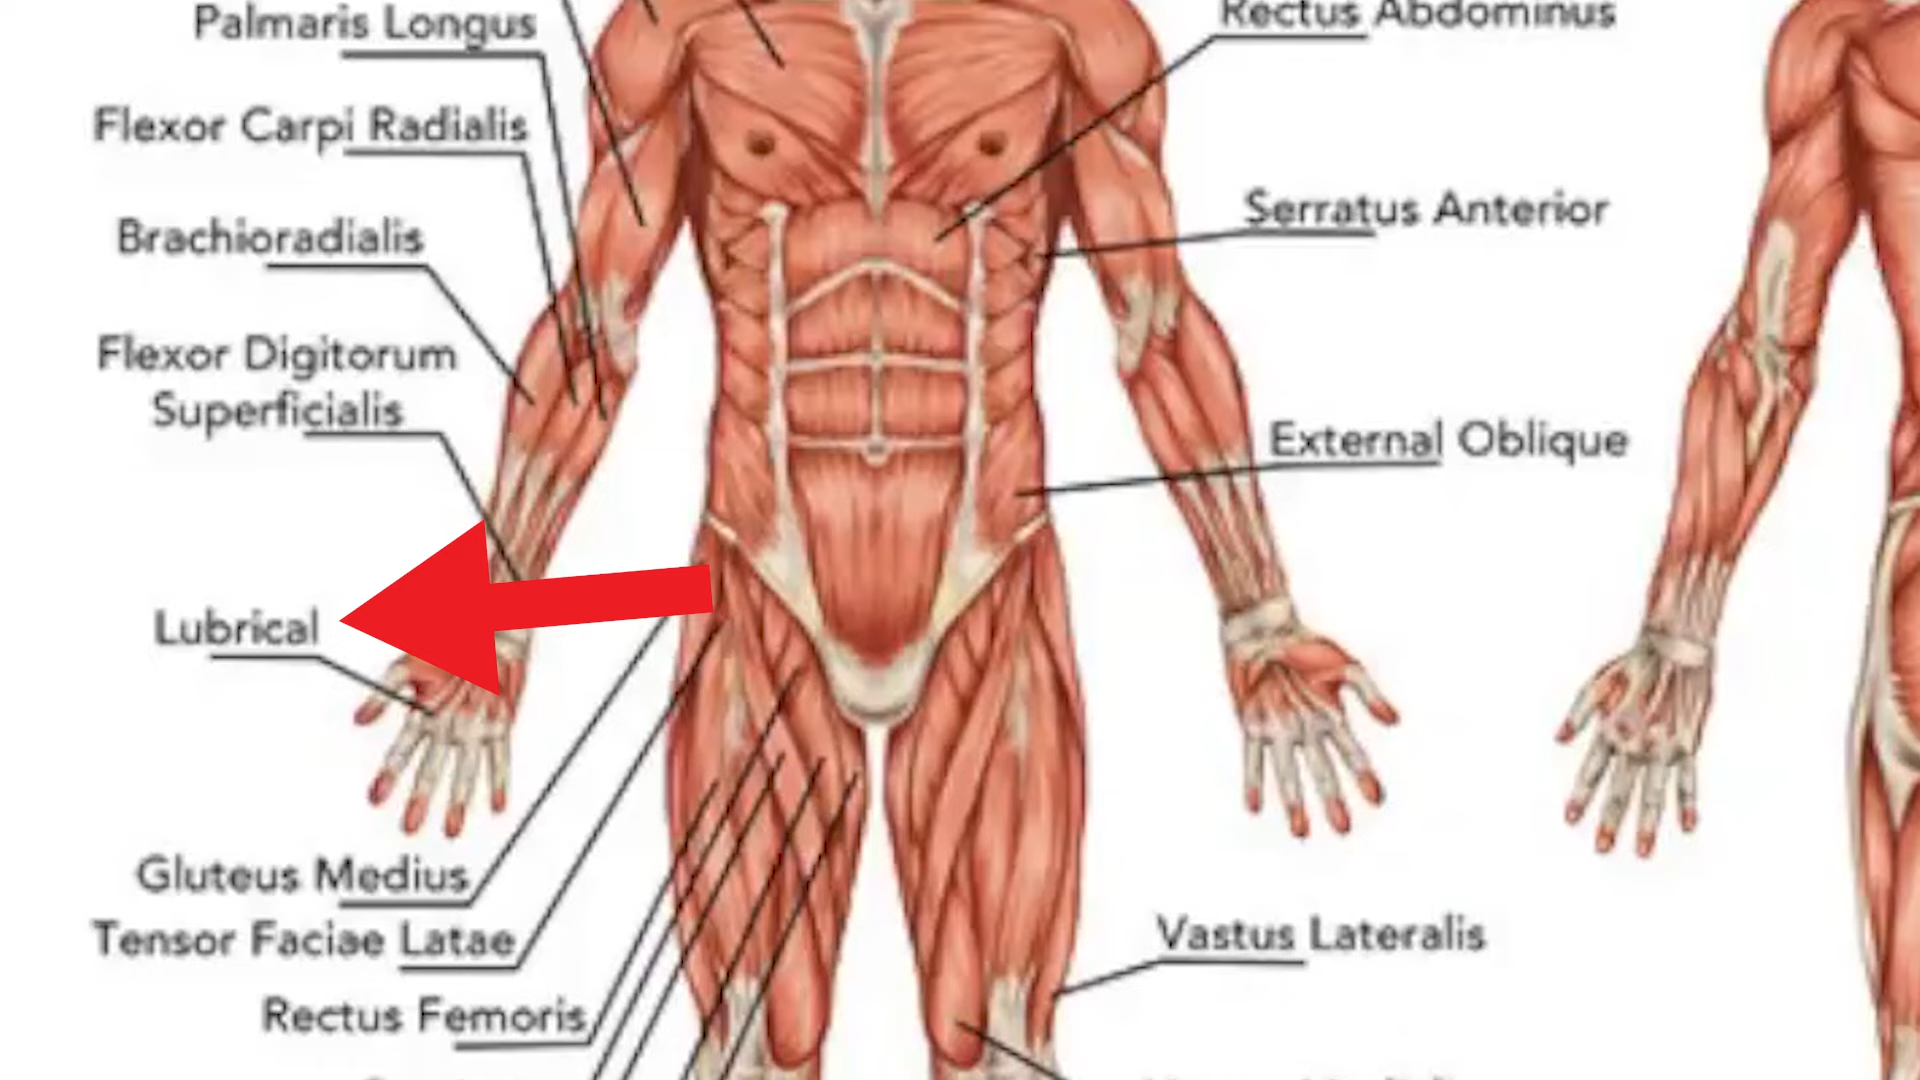 Palmaris Longus
Flexor Carpi Radialis
Brachioradialis
Flexor Digitorum
Superficialis
Lubrical
Gluteus Medius
Tensor Faciae Latae
Rectus Femoris
Rectus Abdominus
Serratus Anterior
External Oblique
Vastus Lateralis